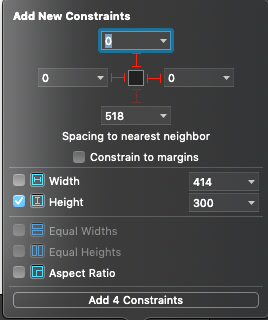 Add New Constraints
0
0 0
518
Spacing to nearest neighbor
Constrain to margins
Width 414
Height 300
Equal Widths
Equal Heights
Aspect Ratio
Add 4 Constraints